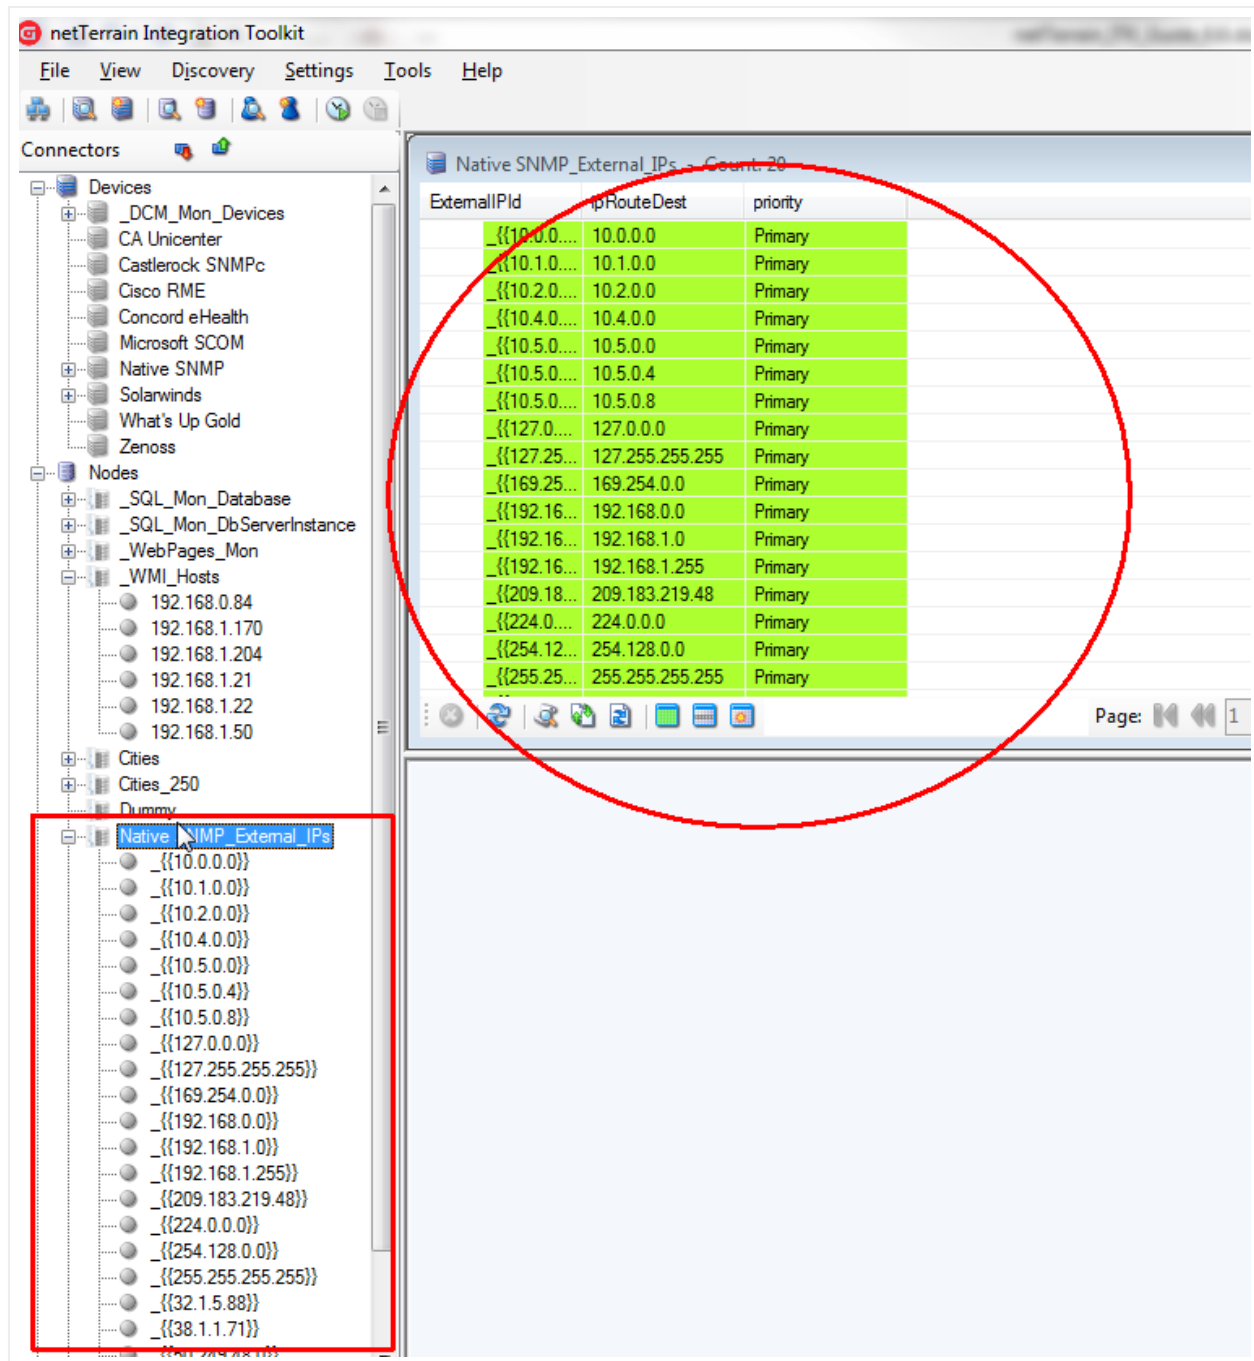 netTerrain Integration Toolkit
File View Discovery Settings Tools Help
Connectors
Devices
_DCM_Mon_Devices
CA Unicenter
Castlerock SNMPc
Cisco RME
Concord eHealth
Microsoft SCOM
Native SNMP
Solarwinds
What's Up Gold
Zenoss
Nodes
_SQL_Mon_Database
_SQL_Mon_DbServerInstance
_WebPages_Mon
_WMI_Hosts
192.168.0.84
192.168.1.170
192.168.1.204
192.168.1.21
192.168.1.22
192.168.1.50
Cities
Cities_250
Dummy
Native SNMP_External_IPs
_{{10.0.0.0}}
_{{10.1.0.0}}
_{{10.2.0.0}}
_{{10.4.0.0}}
_{{10.5.0.0}}
_{{10.5.0.4}}
_{{10.5.0.8}}
_{{127.0.0.0}}
_{{127.255.255.255}}
_{{169.254.0.0}}
_{{192.168.0.0}}
_{{192.168.1.0}}
_{{192.168.1.255}}
_{{209.183.219.48}}
_{{224.0.0.0}}
_{{254.128.0.0}}
_{{255.255.255.255}}
_{{32.1.5.88}}
_{{38.1.1.71}}
Native SNMP_External_IPs - Count: 20
ExternalIPId ipRouteDest priority
_{{10.0.0.... 10.0.0.0 Primary
_{{10.1.0.... 10.1.0.0 Primary
_{{10.2.0.... 10.2.0.0 Primary
_{{10.4.0.... 10.4.0.0 Primary
_{{10.5.0.... 10.5.0.0 Primary
_{{10.5.0.... 10.5.0.4 Primary
_{{10.5.0.... 10.5.0.8 Primary
_{{127.0.... 127.0.0.0 Primary
_{{127.25... 127.255.255.255 Primary
_{{169.25... 169.254.0.0 Primary
_{{192.16... 192.168.0.0 Primary
_{{192.16... 192.168.1.0 Primary
_{{192.16... 192.168.1.255 Primary
_{{209.18... 209.183.219.48 Primary
_{{224.0.... 224.0.0.0 Primary
_{{254.12... 254.128.0.0 Primary
_{{255.25... 255.255.255.255 Primary
Page: 1